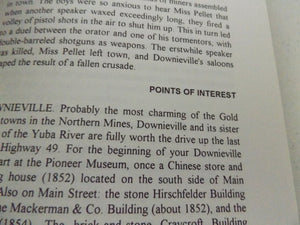 in town. The boys were so anxious to hear Miss Pellet
when another speaker waxed exceedingly long, they fired a
volley of pistol shots in the air to shut him up. This in turn led
to a duel between the orator and one of his tormentors, with
double-barreled shotguns as weapons. The erstwhile speaker
was killed, Miss Pellet left town, and Downieville's saloons
the result of a fallen crusade.
POINTS OF INTEREST
Probably the most charming of the Gold
towns in the Northern Mines, Downieville and its sister
of the Yuba River are fully worth the drive up the last
Highway 49. For the beginning of your Downieville
at the Pioneer Museum, once a Chinese store and
house (1852) located on the south side of Main
Also on Main Street: the stone Hirschfelder Building
Mackerman & Co. Building (about 1852), and the
The brick-and-stone Craycroft Building